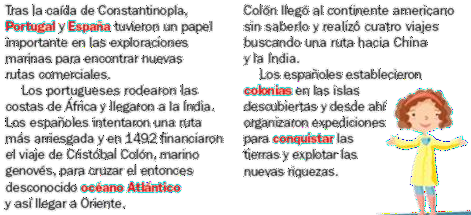 Tras la caída de Constantinopla,
Portugal y España tuvieron un papel
importante en las exploraciones
marinas para encontrar nuevas
rutas comerciales.
Los portugueses rodearon las
costas de África y llegaron a la India.
Los españoles intentaron una ruta
más arriesgada y en 1492 financiaron
el viaje de Cristóbal Colón, marino
genovés, para cruzar el entonces
desconocido océano Atlántico
y así llegar a Oriente.
Colón llegó al continente americano
sin saberlo y realizó cuatro viajes
buscando una ruta hacia China
y la India.
Los españoles establecieron
colonias en las islas
descubiertas y desde ahí
organizaron expediciones
para conquistar las
tierras y explotar las
nuevas riquezas.